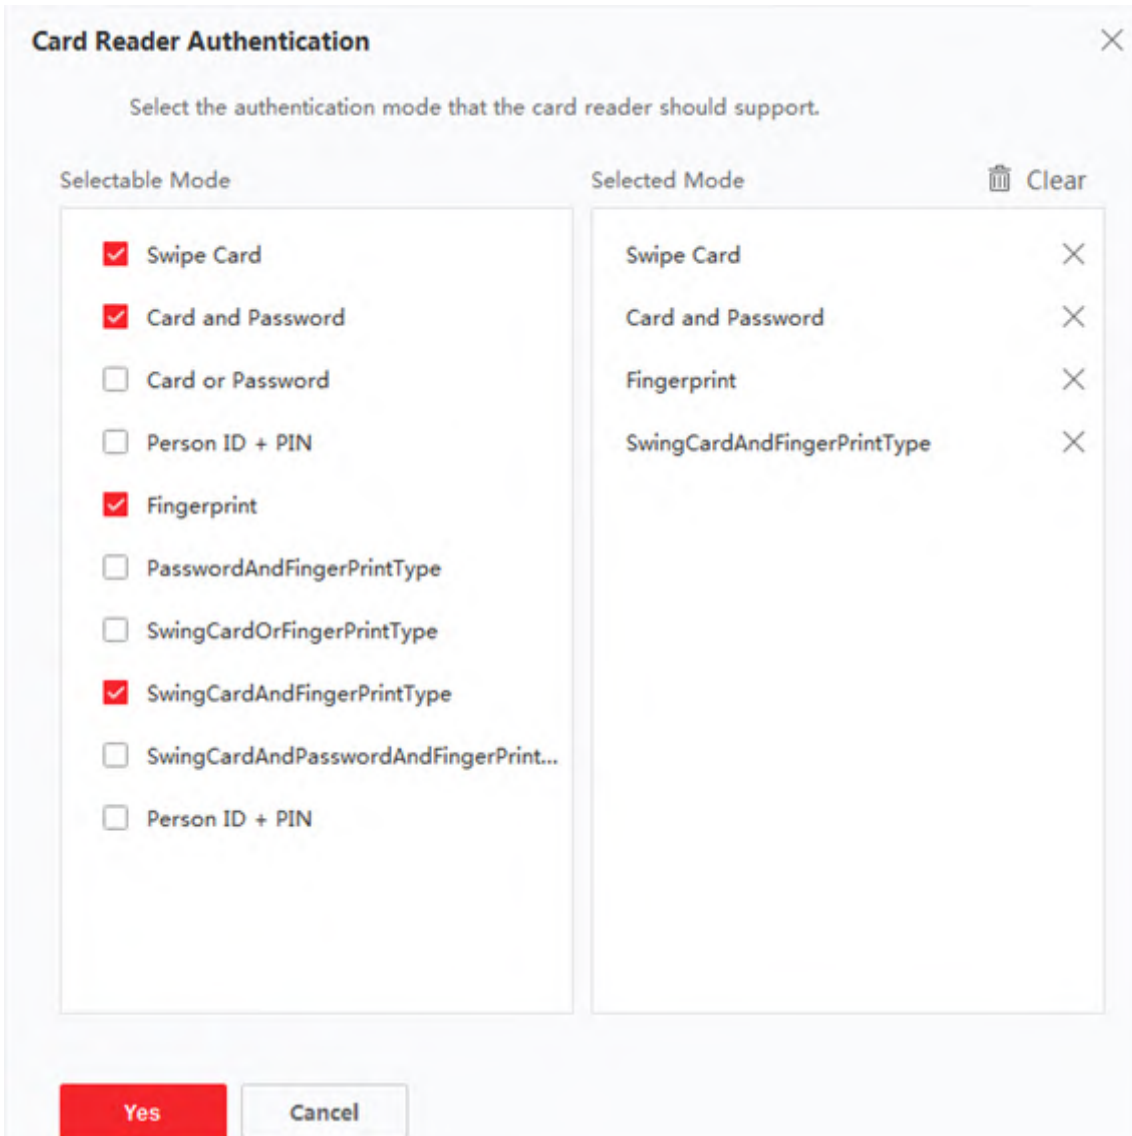 Card Reader Authentication
Select the authentication mode that the card reader should support.
Selectable Mode
Selected Mode
Clear
Swipe Card
Card and Password
Card or Password
Person ID + PIN
Fingerprint
PasswordAndFingerPrintType
SwingCardOrFingerPrintType
SwingCardAndFingerPrintType
SwingCardAndPasswordAndFingerPrint...
Person ID + PIN
Swipe Card
Card and Password
Fingerprint
SwingCardAndFingerPrintType
Yes
Cancel